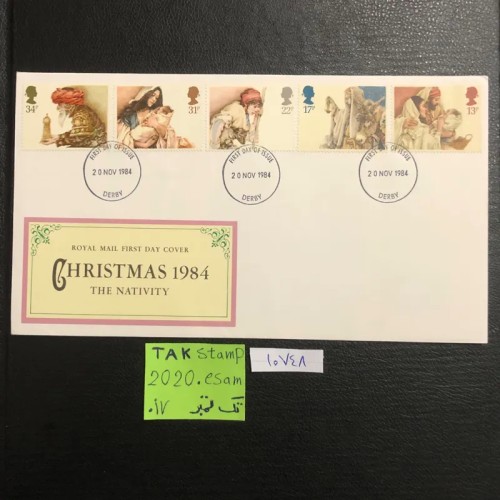 34P
31P
22P
17P
13P
FIRST DAY OF ISSUE
20 NOV 1984
DERBY
FIRST DAY OF ISSUE
20 NOV 1984
DERBY
FIRST DAY OF ISSUE
20 NOV 1984
DERBY
ROYAL MAIL FIRST DAY COVER
CHRISTMAS 1984
THE NATIVITY
TAK Stamp
2020.esam
تک تمبر ۰۱۷
۱۰۷٤۸